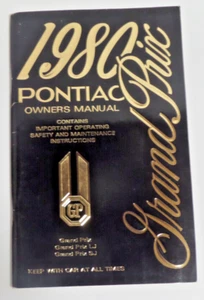 1980
PONTIAC
OWNERS MANUAL
CONTAINS
IMPORTANT OPERATING
SAFETY AND MAINTENANCE
INSTRUCTIONS
Grand Prix
GP
Grand Prix
Grand Prix LJ
Grand Prix SJ
KEEP WITH CAR AT ALL TIMES